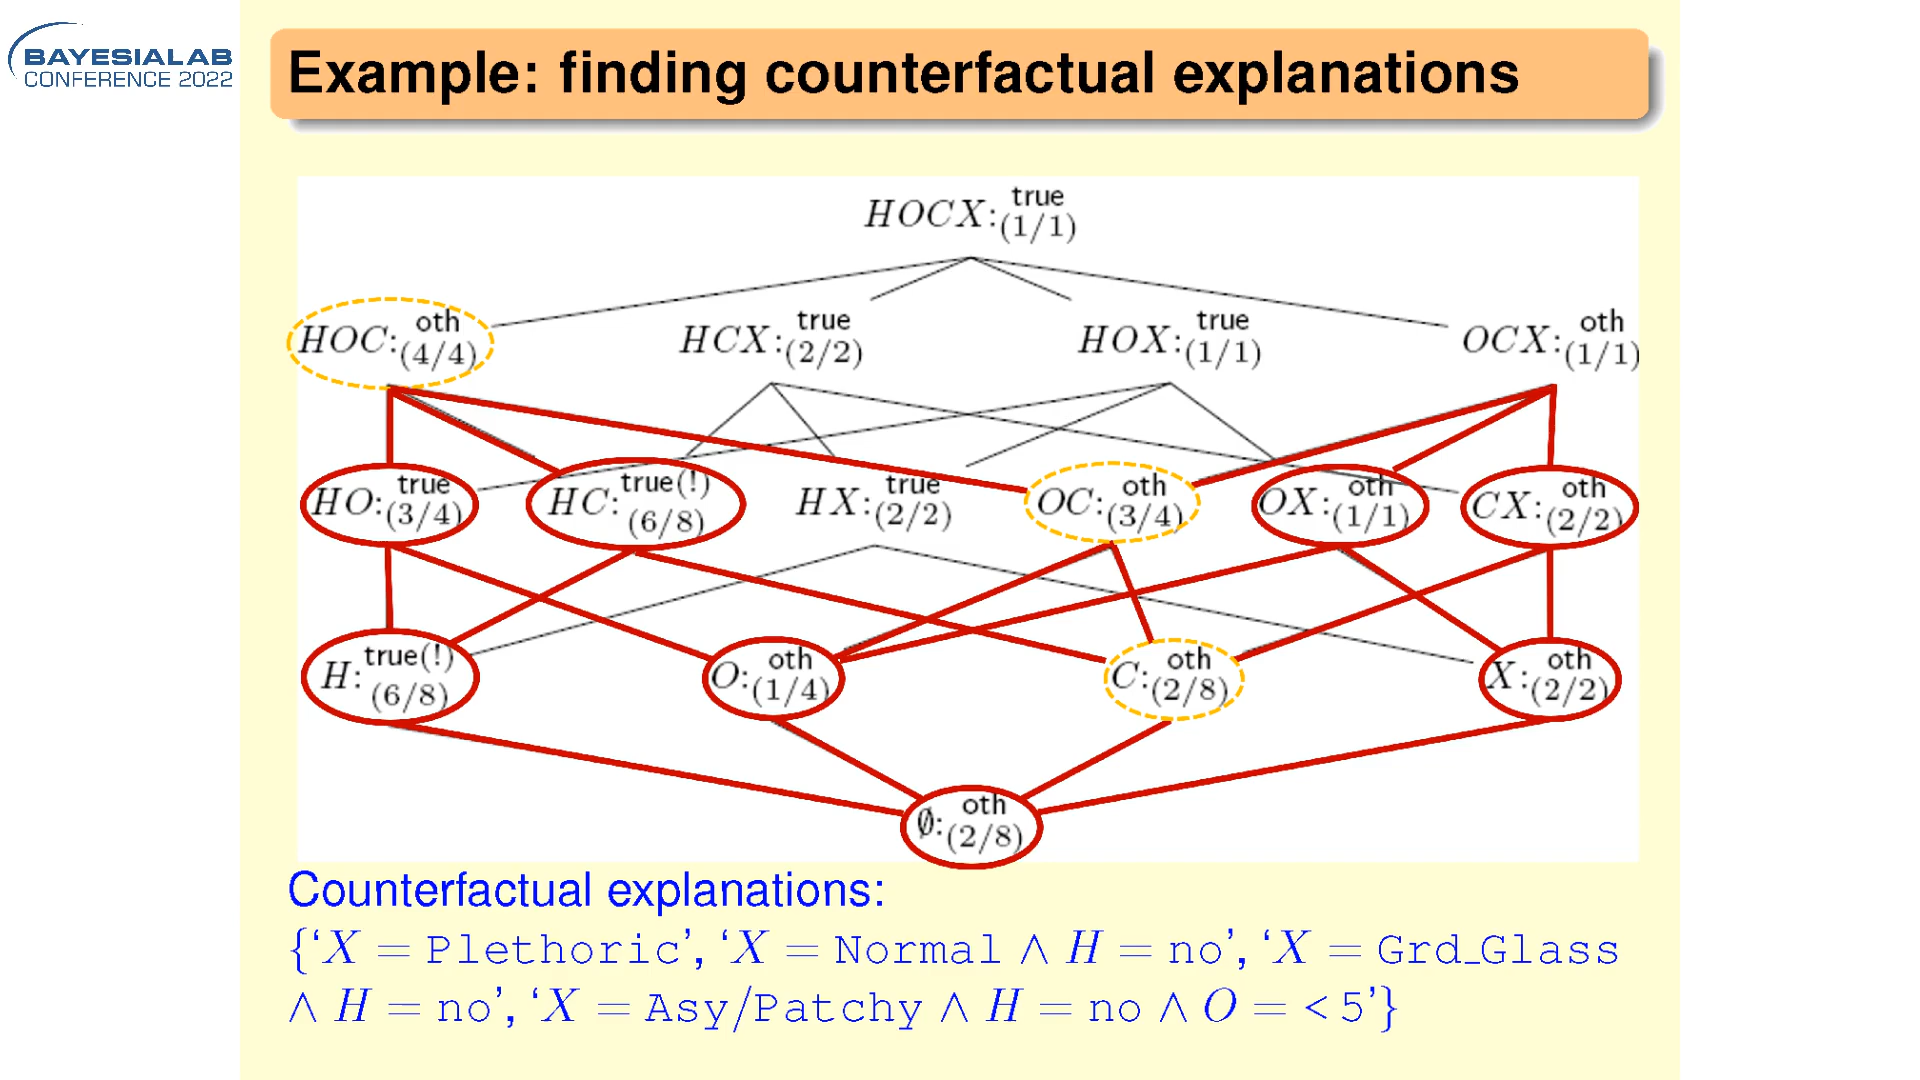 BAYESIALAB
CONFERENCE 2022
Example: finding counterfactual explanations
HOCX: true (1/1)
HOC: oth (4/4) HCX: true (2/2) HOX: true (1/1) OCX: oth (1/1)
HO: true (3/4) HC: true(!) (6/8) HX: true (2/2) OC: oth (3/4) OX: oth (1/1) CX: oth (2/2)
H: true(!) (6/8) O: oth (1/4) C: oth (2/8) X: oth (2/2)
∅: oth (2/8)
Counterfactual explanations:
{‘X = Plethoric’, ‘X = Normal ∧ H = no’, ‘X = Grd_Glass
∧ H = no’, ‘X = Asy/Patchy ∧ H = no ∧ O = <5’}